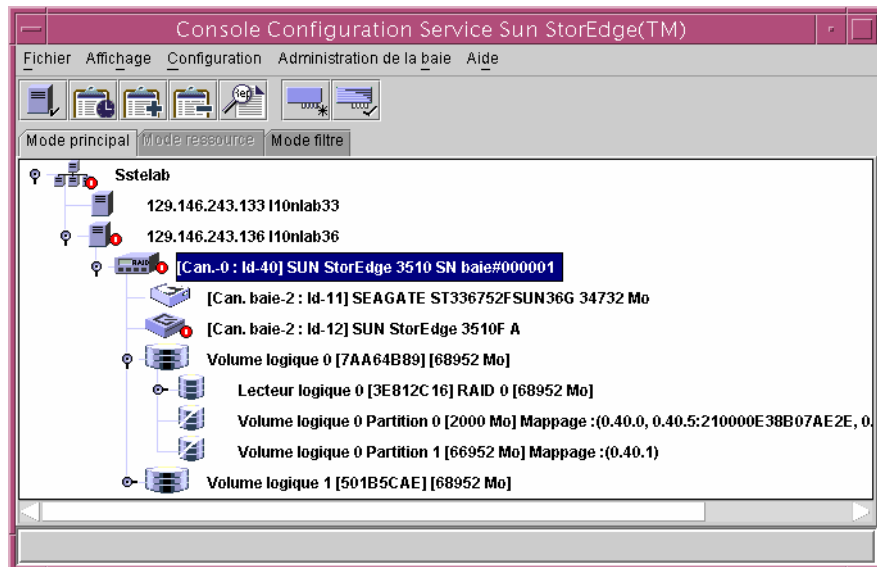 Console Configuration Service Sun StorEdge(TM)
Fichier Affichage Configuration Administration de la baie Aide
Mode principal Mode ressource Mode filtre
Sstelab
129.146.243.133 l10nlab33
129.146.243.136 l10nlab36
[Can.-0 : Id-40] SUN StorEdge 3510 SN baie#000001
[Can. baie-2 : Id-11] SEAGATE ST336752FSUN36G 34732 Mo
[Can. baie-2 : Id-12] SUN StorEdge 3510F A
Volume logique 0 [7AA64B89] [68952 Mo]
Lecteur logique 0 [3E812C16] RAID 0 [68952 Mo]
Volume logique 0 Partition 0 [2000 Mo] Mappage :(0.40.0, 0.40.5:210000E38B07AE2E, 0.
Volume logique 0 Partition 1 [66952 Mo] Mappage :(0.40.1)
Volume logique 1 [501B5CAE] [68952 Mo]